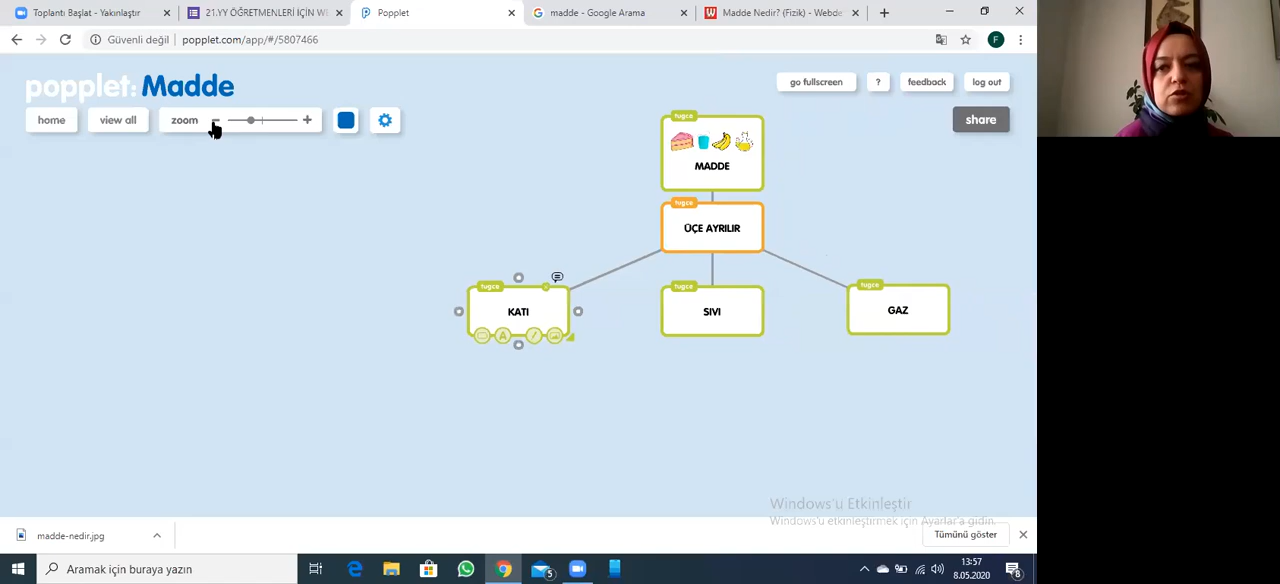 Toplantı Başlat - Yakınlaştır
21.YY ÖĞRETMENLERİ İÇİN W
Popplet
madde - Google Arama
Madde Nedir? (Fizik) - Webde
Güvenli değil
popplet.com/app/#/5807466
F
popplet: Madde
go fullscreen
?
feedback
log out
home
view all
zoom
share
tugce
MADDE
tugce
ÜÇE AYRILIR
tugce
KATI
A
tugce
SIVI
tugce
GAZ
Windows'u Etkinleştir
Windows'u etkinleştirmek için Ayarlar'a gidin.
madde-nedir.jpg
Tümünü göster
Aramak için buraya yazın
5
13:57
8.05.2020
8